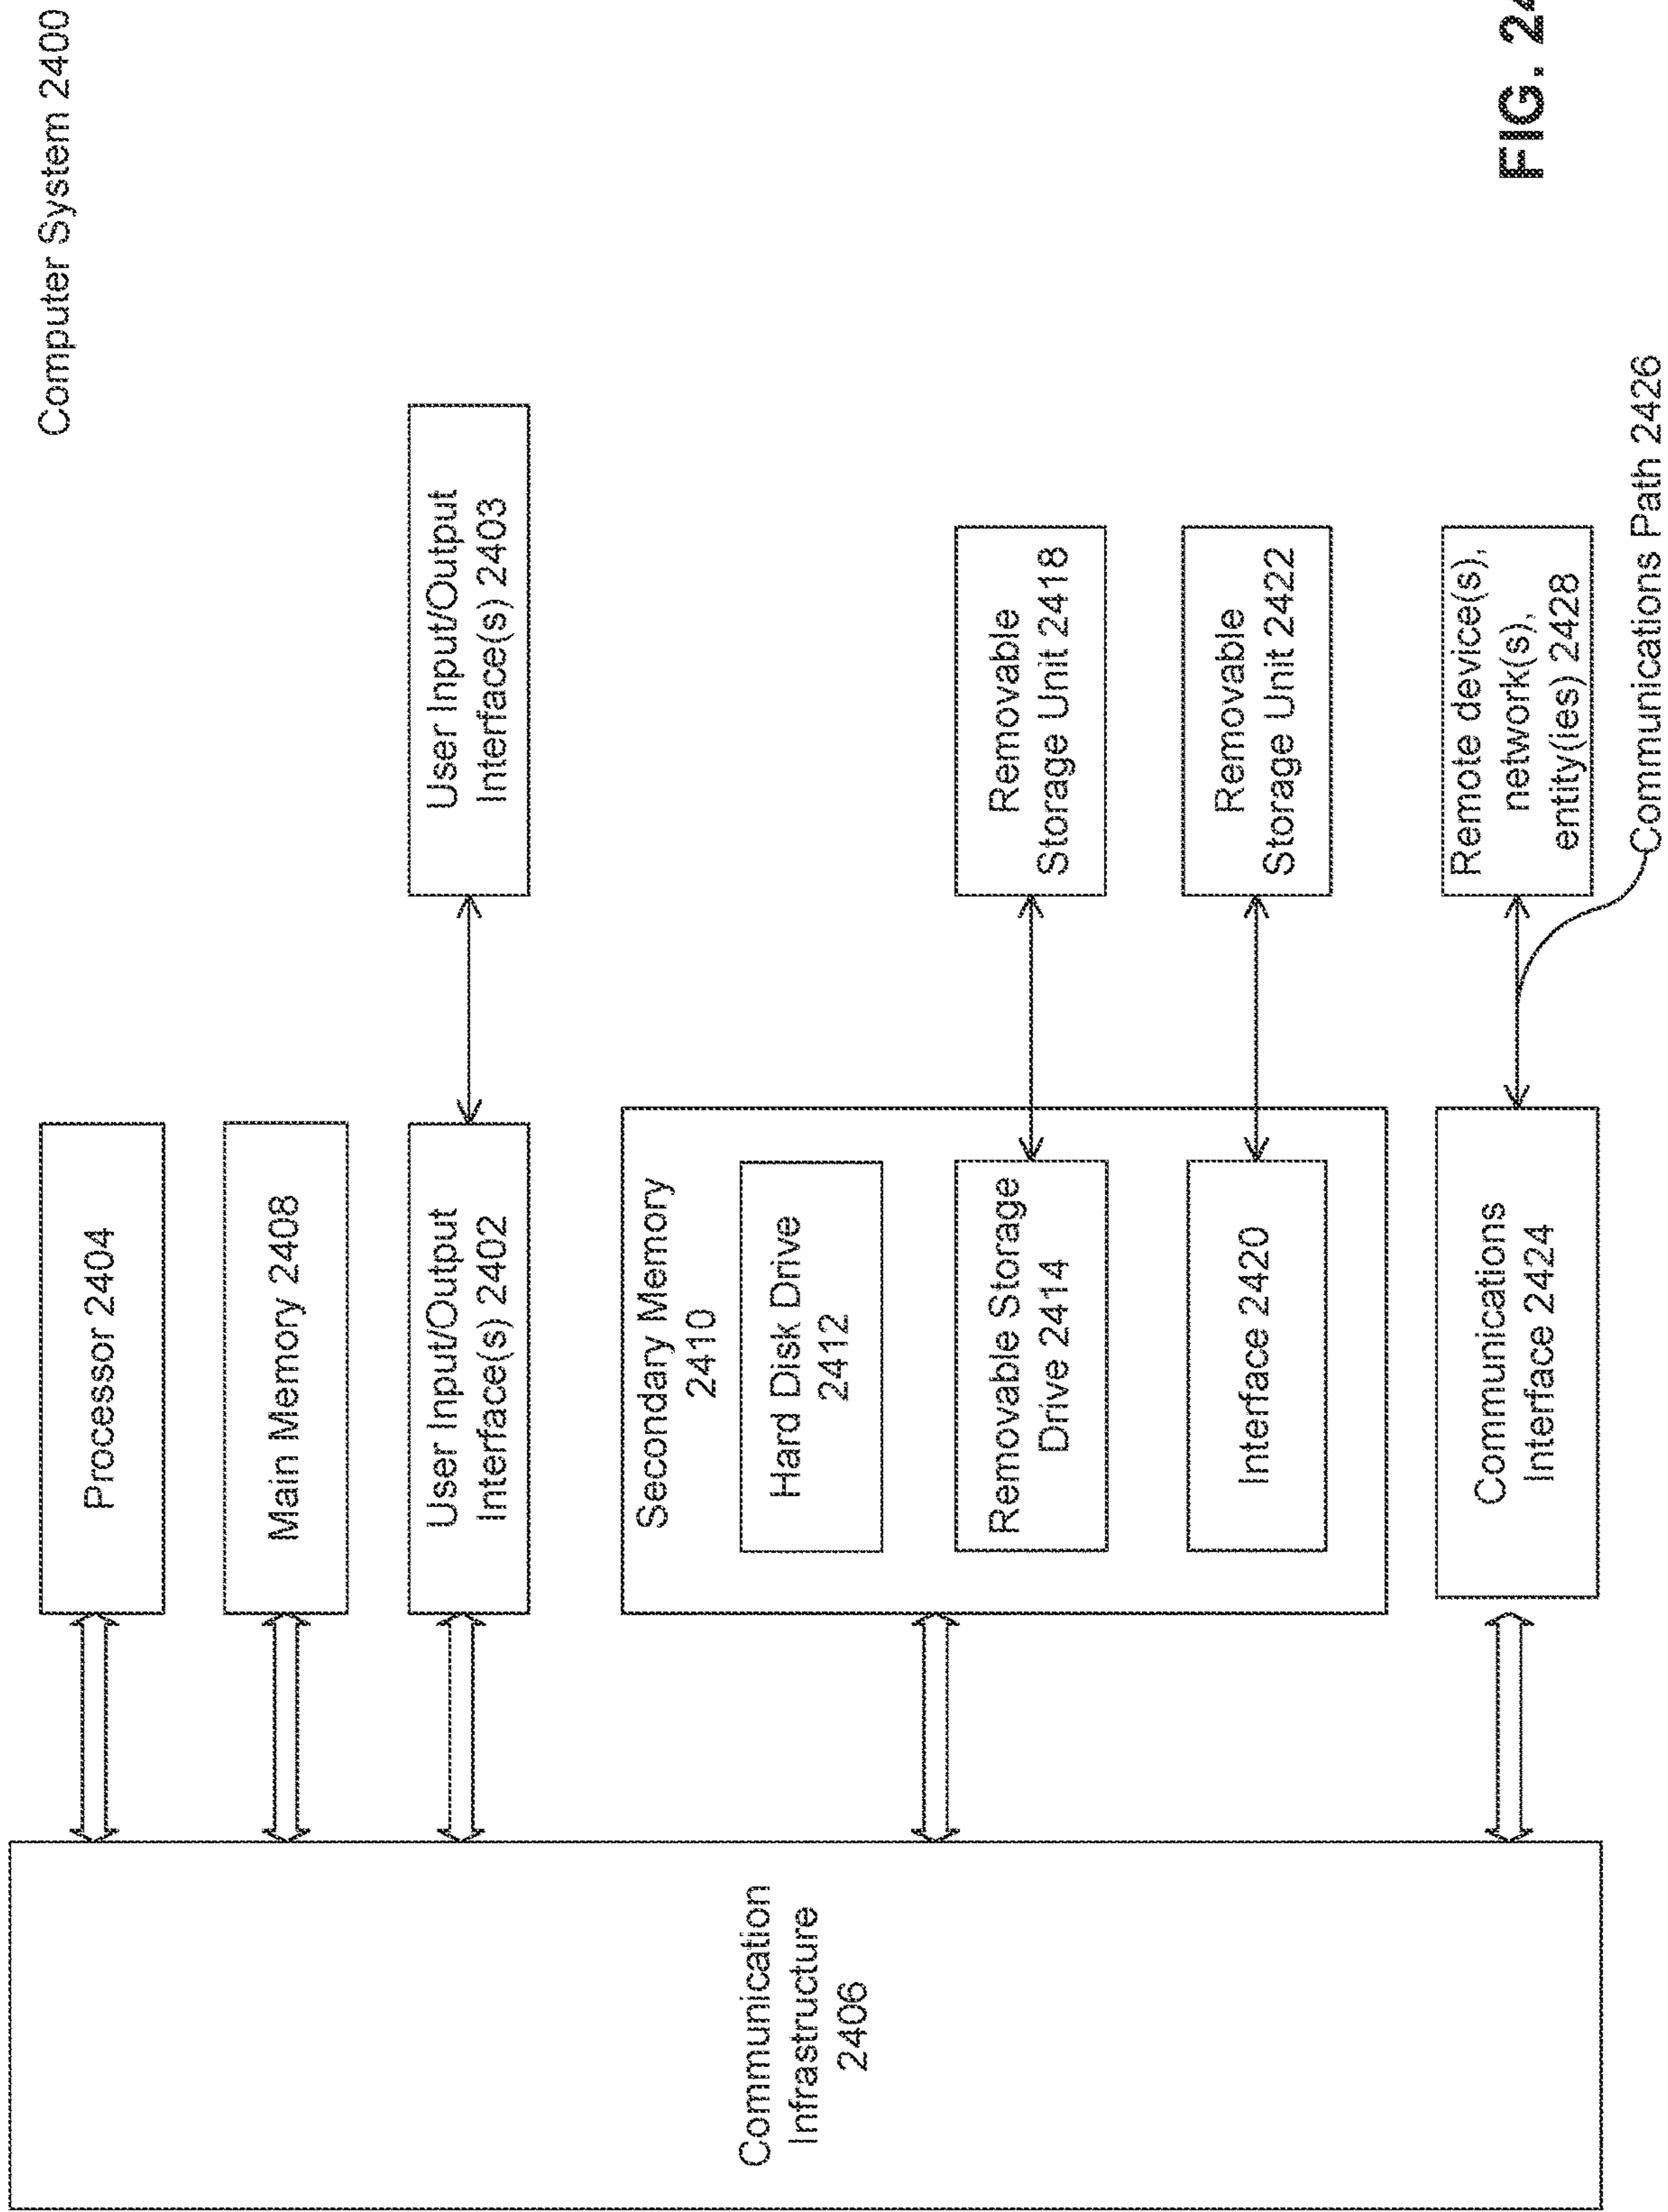 Computer System 2400
Processor 2404
Main Memory 2408
User Input/Output
Interface(s) 2402
User Input/Output
Interface(s) 2403
Communication
Infrastructure
2406
Secondary Memory
2410
Hard Disk Drive
2412
Removable Storage
Drive 2414
Removable
Storage Unit 2418
Interface 2420
Removable
Storage Unit 2422
Communications
Interface 2424
Remote device(s),
network(s),
entity(ies) 2428
Communications Path 2426
FIG. 24